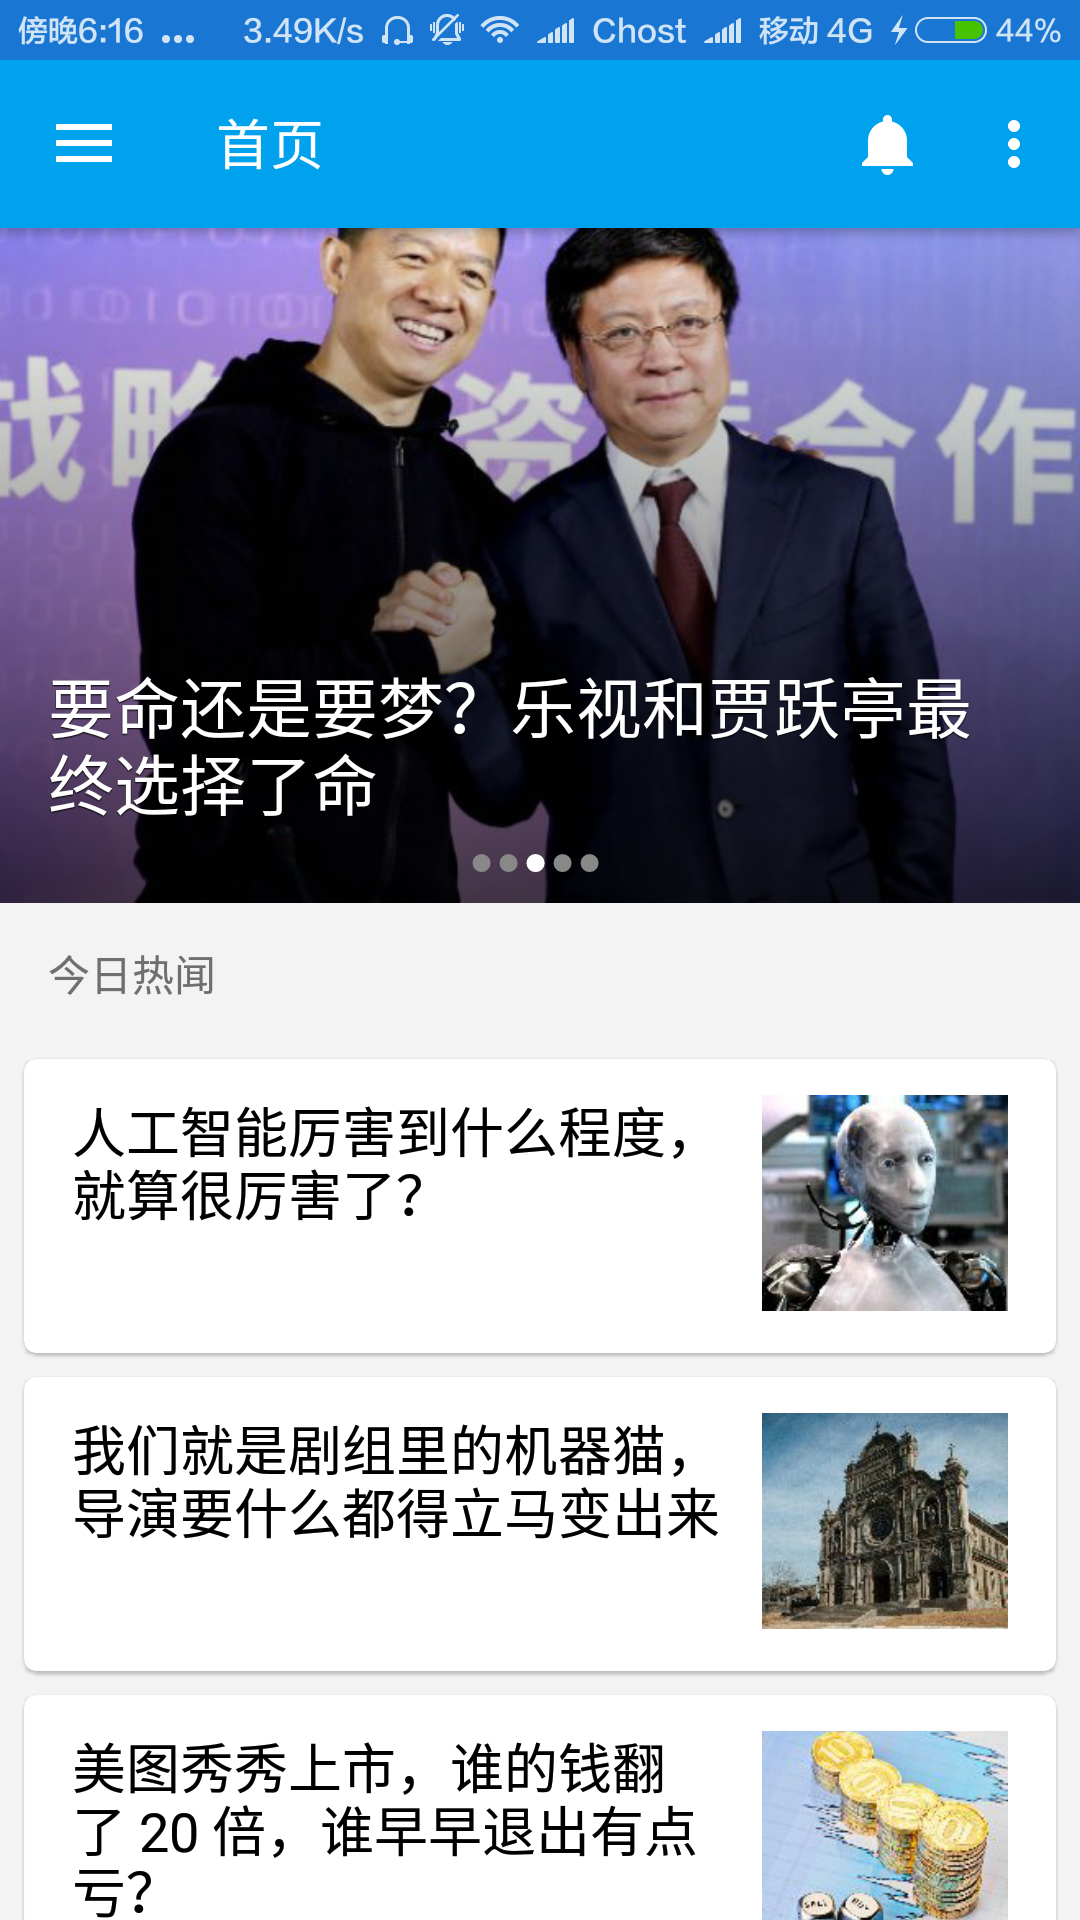 傍晚6:16 ... 3.49K/s Chost 移动 4G 44%
首页
战略 资 合作
要命还是要梦？乐视和贾跃亭最
终选择了命
今日热闻
人工智能厉害到什么程度，
就算很厉害了？
我们就是剧组里的机器猫，
导演要什么都得立马变出来
美图秀秀上市，谁的钱翻
了 20 倍，谁早早退出有点
亏？